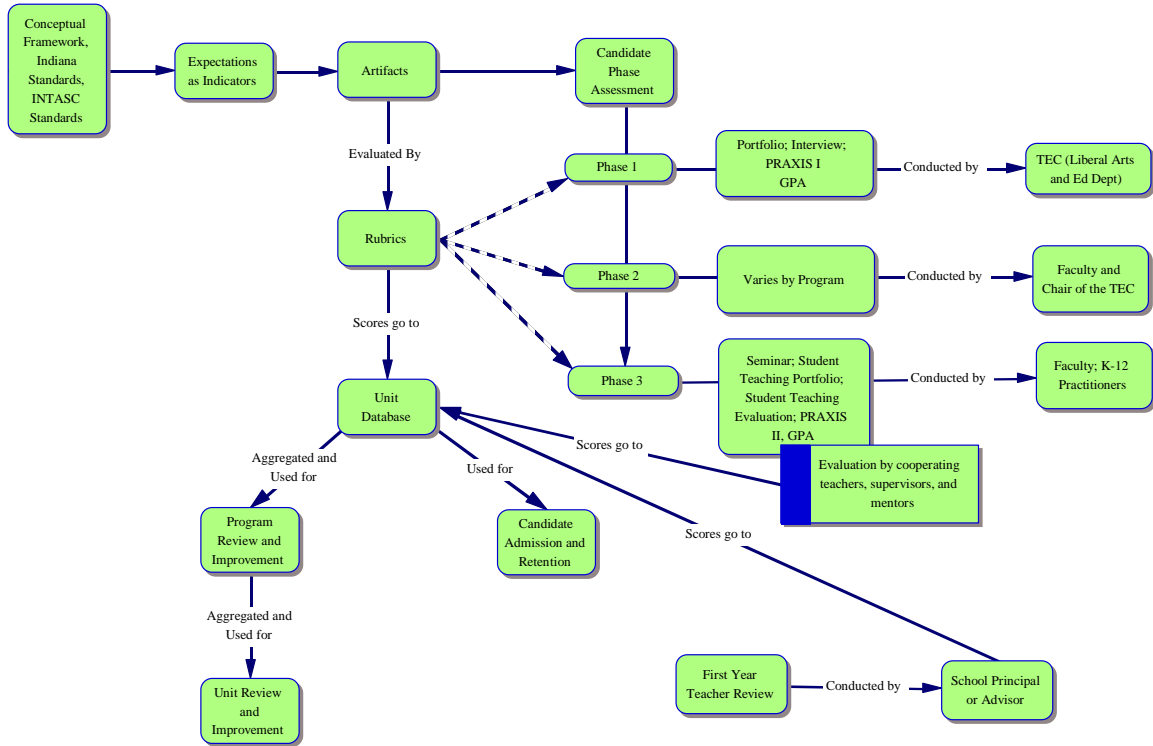 Conceptual
Framework,
Indiana
Standards,
INTASC
Standards
Expectations
as Indicators
Artifacts
Candidate
Phase
Assessment
Evaluated By
Phase 1
Portfolio; Interview;
PRAXIS I
GPA
Conducted by
TEC (Liberal Arts
and Ed Dept)
Rubrics
Phase 2
Varies by Program
Conducted by
Faculty and
Chair of the TEC
Scores go to
Phase 3
Seminar; Student
Teaching Portfolio;
Student Teaching
Evaluation; PRAXIS
II, GPA
Conducted by
Faculty; K-12
Practitioners
Unit
Database
Scores go to
Evaluation by cooperating
teachers, supervisors, and
mentors
Aggregated and
Used for
Used for
Program
Review and
Improvement
Candidate
Admission and
Retention
Scores go to
Aggregated and
Used for
Unit Review
and
Improvement
First Year
Teacher Review
Conducted by
School Principal
or Advisor